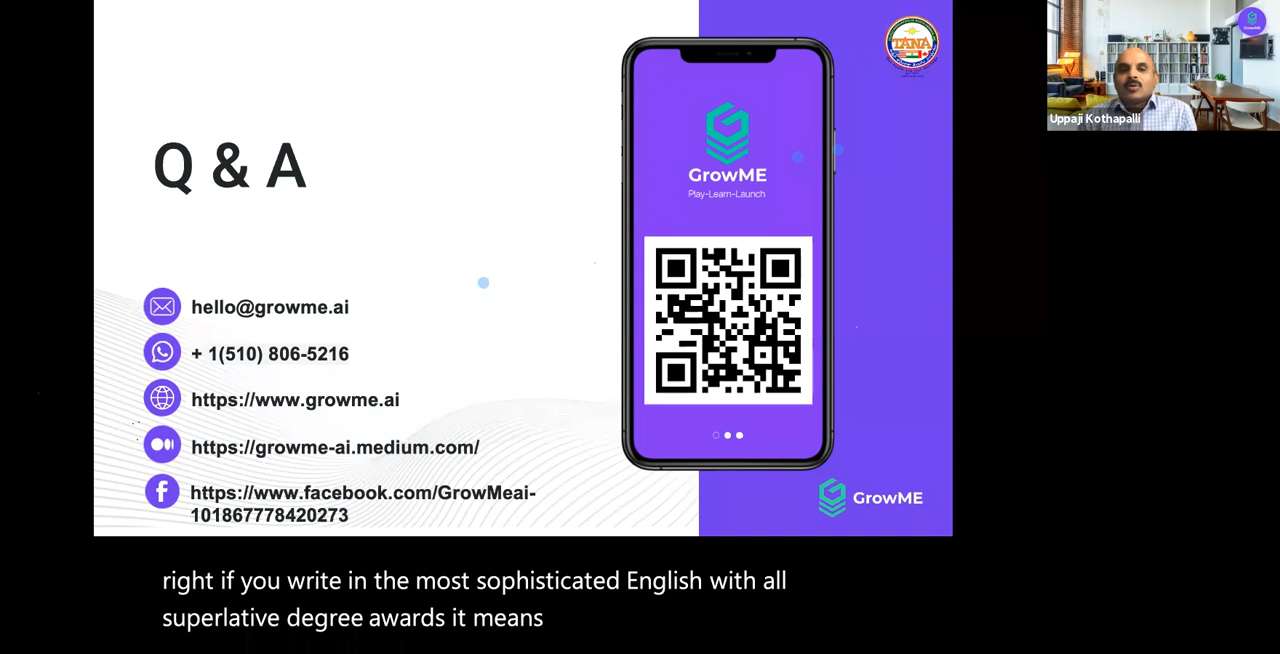 TANA
Uppaji Kothapalli
Q & A
GrowME
Play-Learn-Launch
hello@growme.ai
+ 1(510) 806-5216
https://www.growme.ai
https://growme-ai.medium.com/
https://www.facebook.com/GrowMeai-
101867778420273
GrowME
right if you write in the most sophisticated English with all
superlative degree awards it means